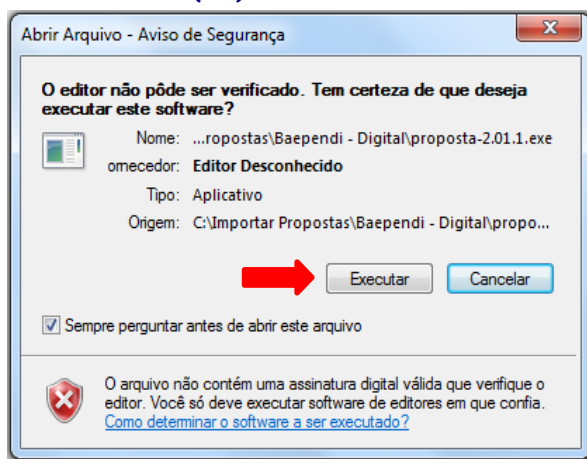 Abrir Arquivo - Aviso de Segurança
O editor não pôde ser verificado. Tem certeza de que deseja
executar este software?
Nome: ...ropostas\Baependi - Digital\proposta-2.01.1.exe
ornecedor: Editor Desconhecido
Tipo: Aplicativo
Origem: C:\Importar Propostas\Baependi - Digital\propo...
Executar Cancelar
Sempre perguntar antes de abrir este arquivo
O arquivo não contém uma assinatura digital válida que verifique o
editor. Você só deve executar software de editores em que confia.
Como determinar o software a ser executado?